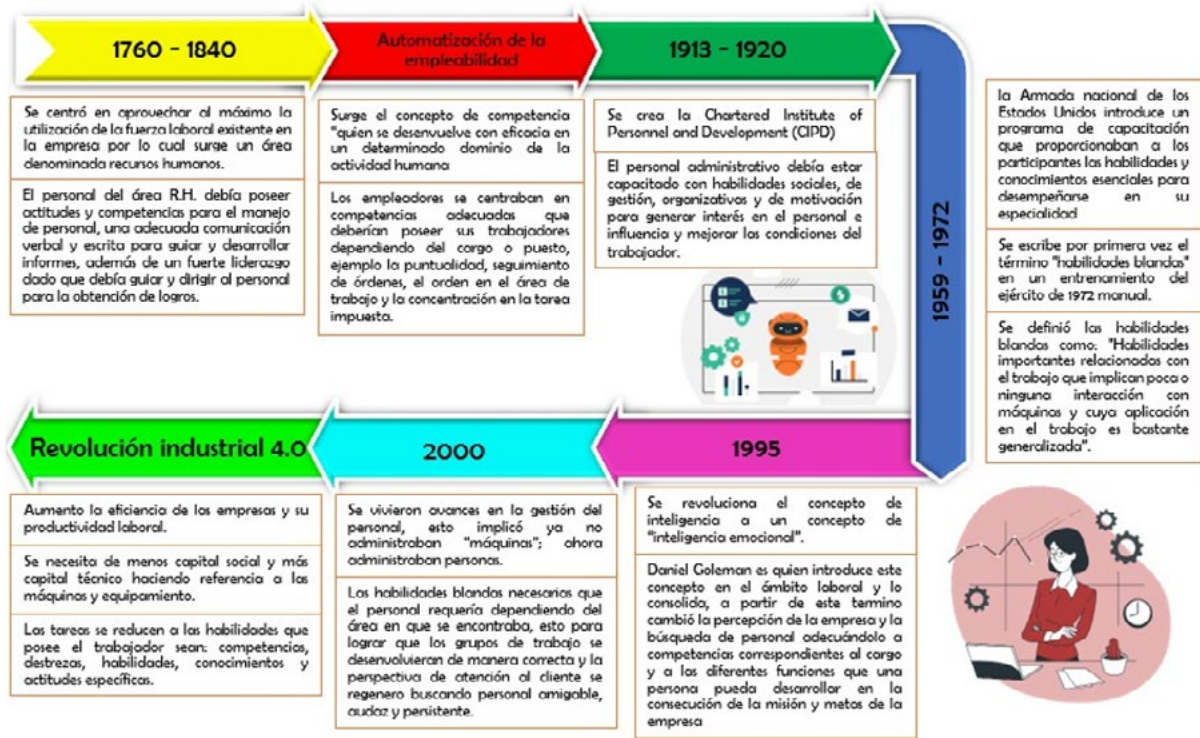 1760 - 1840
Se centró en aprovechar al máximo la
utilización de la fuerza laboral existente en
la empresa por lo cual surge un área
denominada recursos humanos.
El personal del área R.H. debía poseer
actitudes y competencias para el manejo
de personal, una adecuada comunicación
verbal y escrita para guiar y desarrollar
informes, además de un fuerte liderazgo
dado que debía guiar y dirigir al personal
para la obtención de logros.
Automatización de la
empleabilidad
Surge el concepto de competencia
"quien se desenvuelve con eficacia en
un determinado dominio de la
actividad humana
Los empleadores se centraban en
competencias adecuadas que
deberían poseer sus trabajadores
dependiendo del cargo o puesto,
ejemplo la puntualidad, seguimiento
de órdenes, el orden en el área de
trabajo y la concentración en la tarea
impuesta.
1913 - 1920
Se crea la Chartered Institute of
Personnel and Development (CIPD)
El personal administrativo debía estar
capacitado con habilidades sociales, de
gestión, organizativas y de motivación
para generar interés en el personal e
influencia y mejorar las condiciones del
trabajador.
1959 - 1972
la Armada nacional de los
Estados Unidos introduce un
programa de capacitación
que proporcionaban a los
participantes las habilidades y
conocimientos esenciales para
desempeñarse en su
especialidad
Se escribe por primera vez el
término "habilidades blandas"
en un entrenamiento del
ejército de 1972 manual.
Se definió las habilidades
blandas como: "Habilidades
importantes relacionadas con
el trabajo que implican poca o
ninguna interacción con
máquinas y cuya aplicación
en el trabajo es bastante
generalizada".
1995
Se revoluciona el concepto de
inteligencia a un concepto de
"inteligencia emocional".
Daniel Goleman es quien introduce este
concepto en el ámbito laboral y lo
consolida, a partir de este termino
cambió la percepción de la empresa y la
búsqueda de personal adecuándolo a
competencias correspondientes al cargo
y a las diferentes funciones que una
persona pueda desarrollar en la
consecución de la misión y metas de la
empresa
2000
Se vivieron avances en la gestión del
personal, esto implicó ya no
administraban "máquinas"; ahora
administraban personas.
Las habilidades blandas necesarias que
el personal requería dependiendo del
área en que se encontraba, esto para
lograr que los grupos de trabajo se
desenvolvieran de manera correcta y la
perspectiva de atención al cliente se
regenero buscando personal amigable,
audaz y persistente.
Revolución industrial 4.0
Aumento la eficiencia de las empresas y su
productividad laboral.
Se necesita de menos capital social y más
capital técnico haciendo referencia a las
máquinas y equipamiento.
Las tareas se reducen a las habilidades que
posee el trabajador sean: competencias,
destrezas, habilidades, conocimientos y
actitudes específicas.